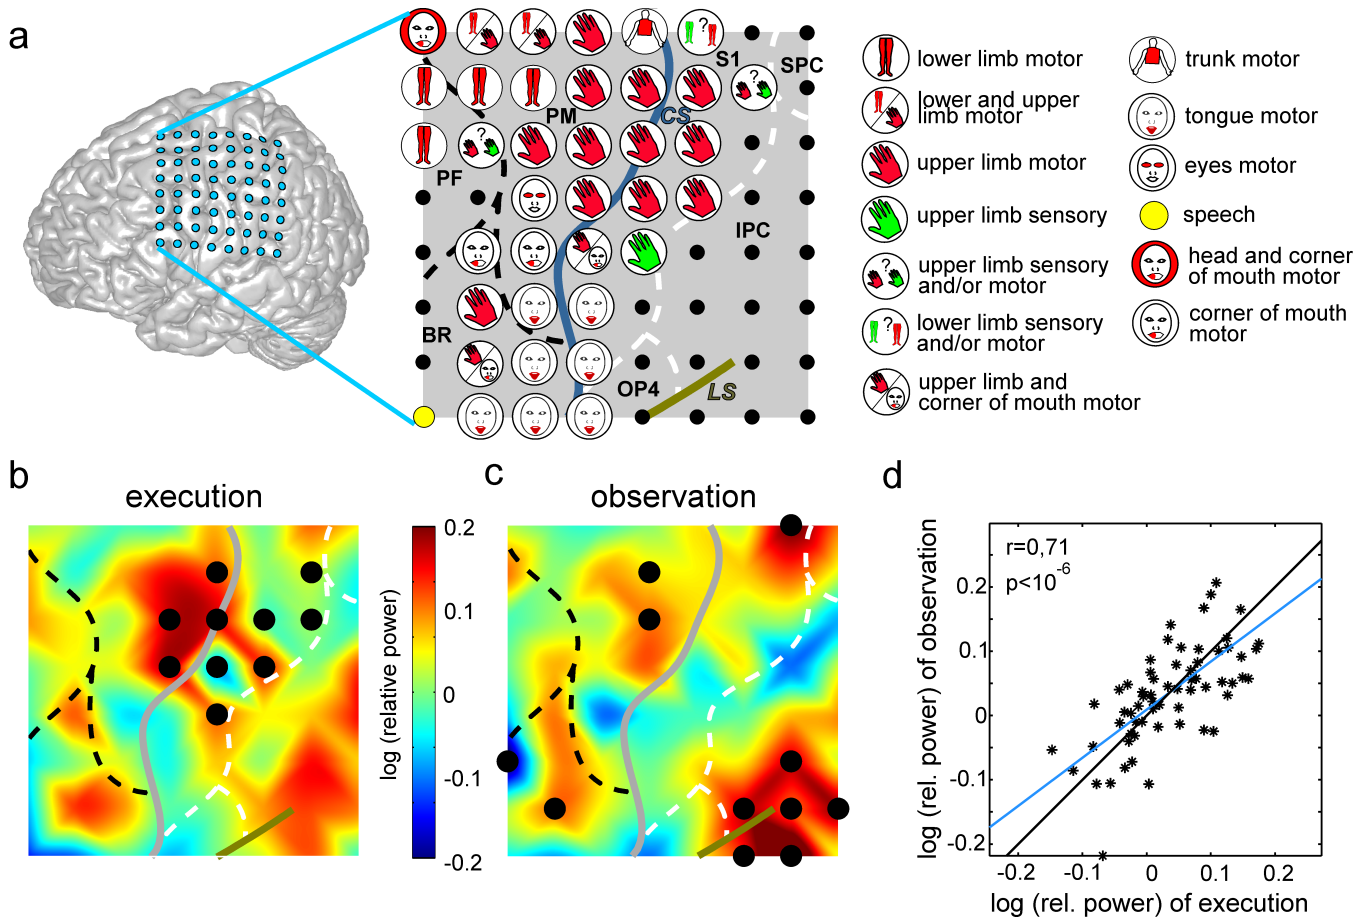 a
?
S1
SPC
?
PM
CS
?
PF
IPC
BR
OP4
LS
lower limb motor
lower and upper
limb motor
upper limb motor
upper limb sensory
?
upper limb sensory
and/or motor
?
lower limb sensory
and/or motor
upper limb and
corner of mouth motor
trunk motor
tongue motor
eyes motor
speech
head and corner
of mouth motor
corner of mouth
motor
b
execution
0.2
0.1
0
-0.1
-0.2
log (relative power)
c
observation
d
r=0,71
p<10-6
log (rel. power) of observation
0.2
0.1
0
-0.1
-0.2
-0.2
-0.1
0
0.1
0.2
log (rel. power) of execution